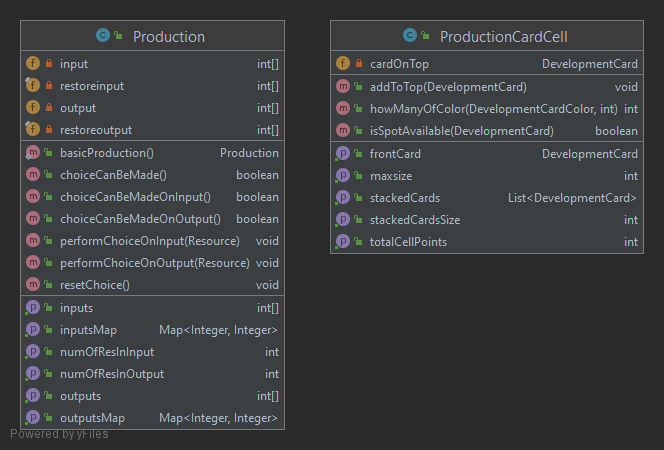 Production
input int[]
restoreinput int[]
output int[]
restoreoutput int[]
basicProduction() Production
choiceCanBeMade() boolean
choiceCanBeMadeOnInput() boolean
choiceCanBeMadeOnOutput() boolean
performChoiceOnInput(Resource) void
performChoiceOnOutput(Resource) void
resetChoice() void
inputs int[]
inputsMap Map<Integer, Integer>
numOfResInInput int
numOfResInOutput int
outputs int[]
outputsMap Map<Integer, Integer>
ProductionCardCell
cardOnTop DevelopmentCard
addToTop(DevelopmentCard) void
howManyOfColor(DevelopmentCardColor, int) int
isSpotAvailable(DevelopmentCard) boolean
frontCard DevelopmentCard
maxsize int
stackedCards List<DevelopmentCard>
stackedCardsSize int
totalCellPoints int
Powered by yFiles